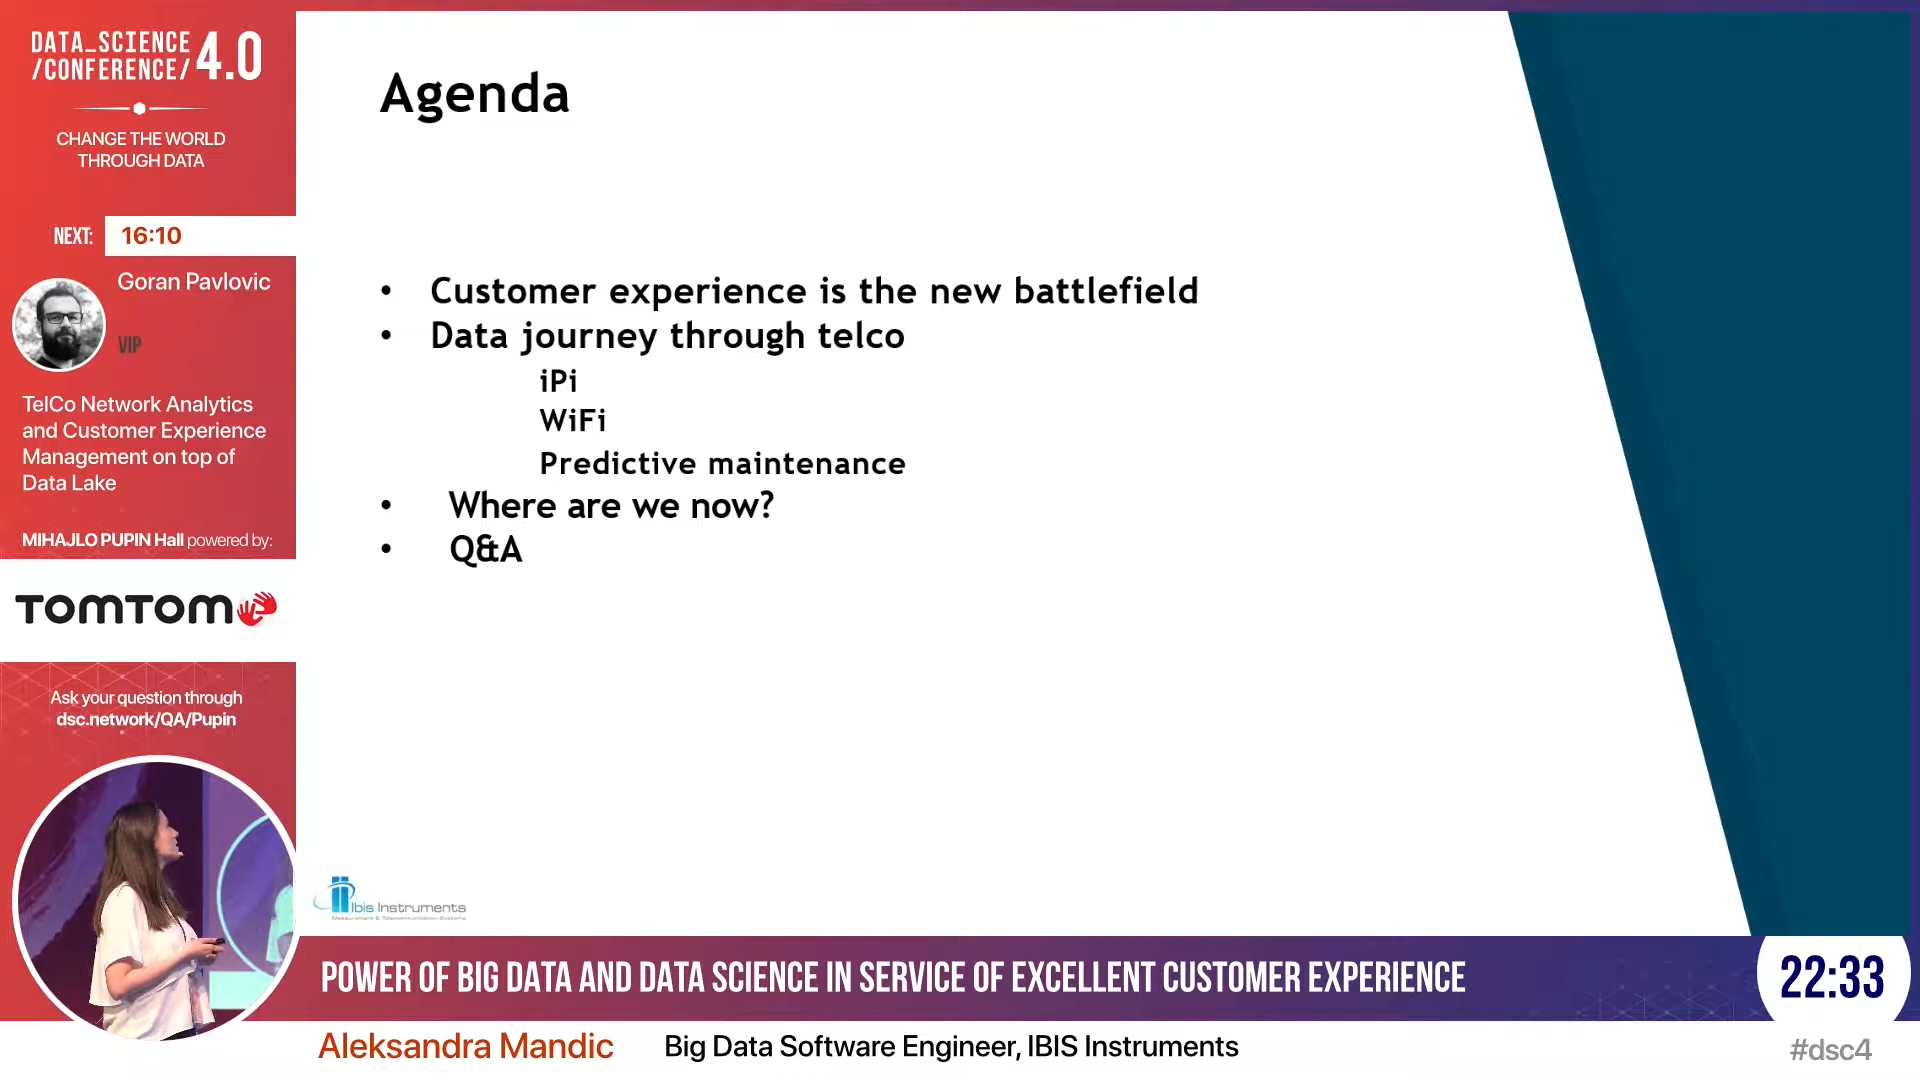 DATA_SCIENCE
/CONFERENCE/ 4.0
CHANGE THE WORLD
THROUGH DATA
NEXT: 16:10
Goran Pavlovic
VIP
TelCo Network Analytics
and Customer Experience
Management on top of
Data Lake
MIHAJLO PUPIN Hall powered by:
TOMTOM
Ask your question through
dsc.network/QA/Pupin
Agenda
• Customer experience is the new battlefield
• Data journey through telco
iPi
WiFi
Predictive maintenance
• Where are we now?
• Q&A
Ibis Instruments
Measurement & Telecommunication Systems
POWER OF BIG DATA AND DATA SCIENCE IN SERVICE OF EXCELLENT CUSTOMER EXPERIENCE
22:33
Aleksandra Mandic Big Data Software Engineer, IBIS Instruments
#dsc4